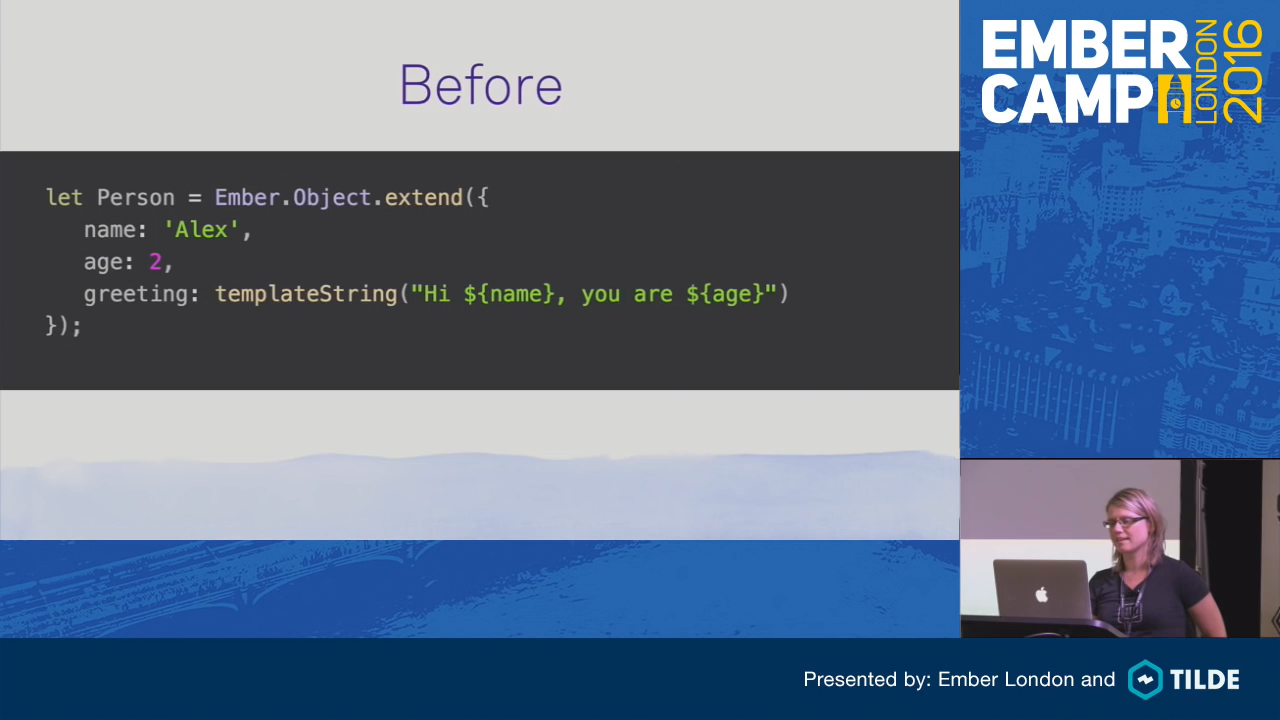 Before
let Person = Ember.Object.extend({
name: 'Alex',
age: 2,
greeting: templateString("Hi ${name}, you are ${age}")
});
EMBER
CAMP
LONDON
2016
Presented by: Ember London and TILDE